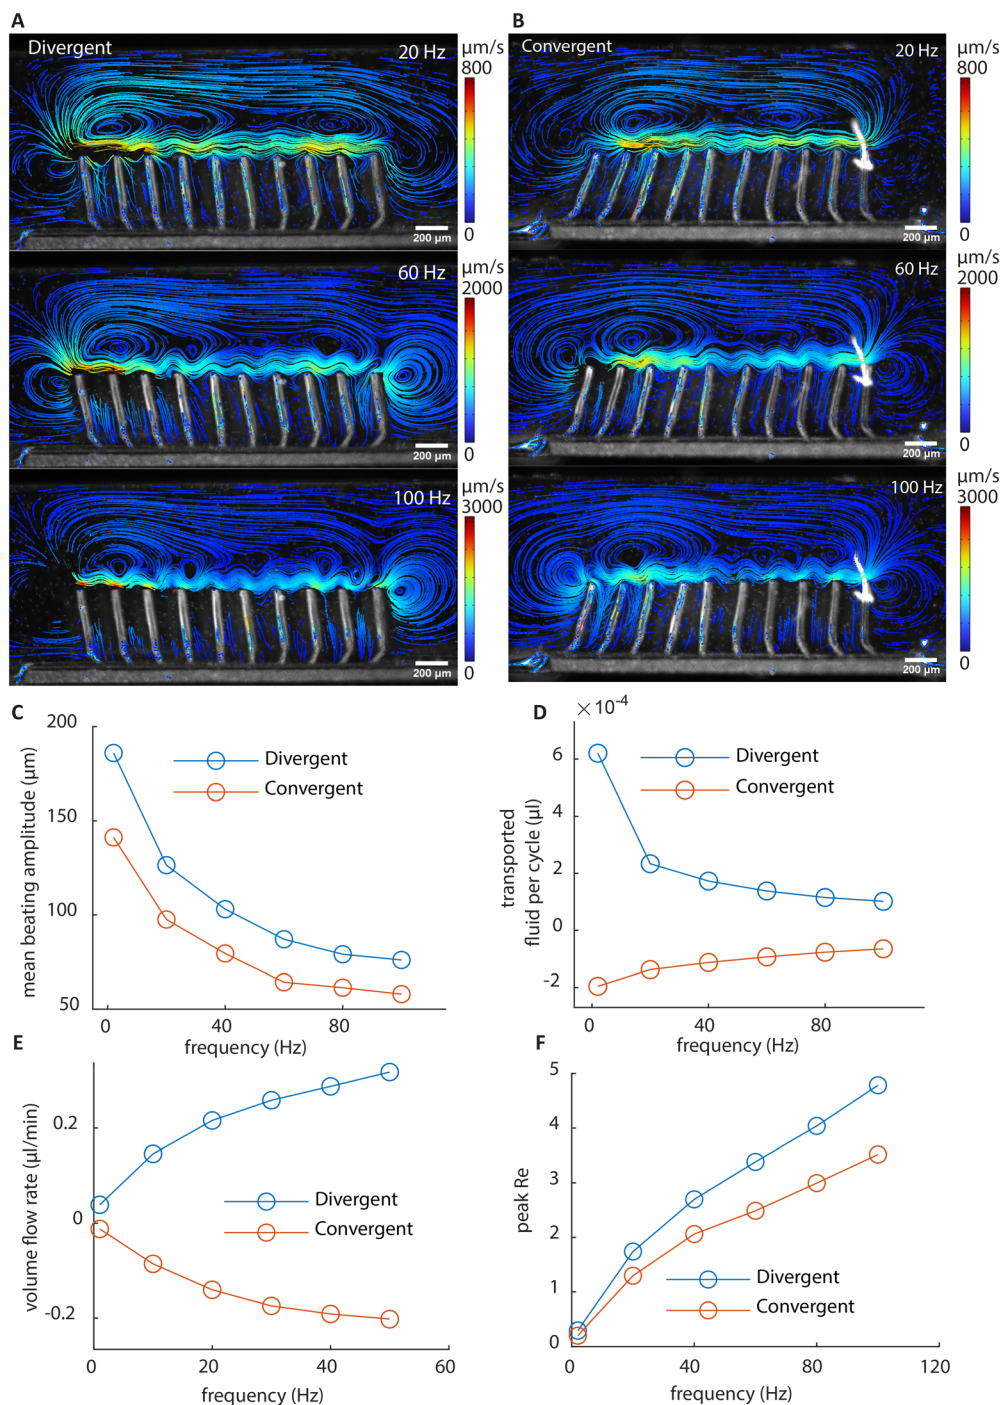 A
B
Divergent
20 Hz
µm/s
800
0
200 µm
Convergent
20 Hz
µm/s
800
0
200 µm
60 Hz
µm/s
2000
0
200 µm
60 Hz
µm/s
2000
0
200 µm
100 Hz
µm/s
3000
0
200 µm
100 Hz
µm/s
3000
0
200 µm
C
200
150
100
50
mean beating amplitude (µm)
Divergent
Convergent
0
40
80
frequency (Hz)
D
×10⁻⁴
6
4
2
0
-2
transported
fluid per cycle (µl)
Divergent
Convergent
0
40
80
frequency (Hz)
E
0.2
0
-0.2
volume flow rate (µl/min)
Divergent
Convergent
0
20
40
60
frequency (Hz)
F
5
4
3
2
1
0
peak Re
Divergent
Convergent
0
40
80
120
frequency (Hz)